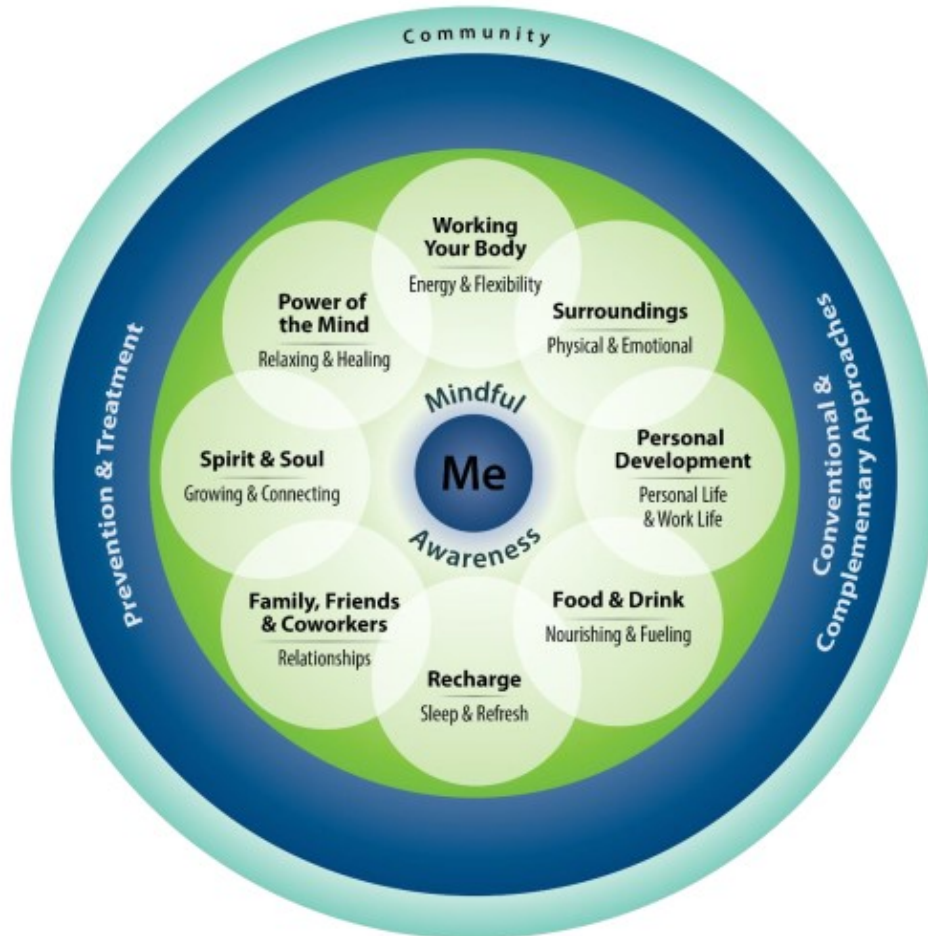 Community
Prevention & Treatment
Conventional &
Complementary Approaches
Working
Your Body
Energy & Flexibility
Surroundings
Physical & Emotional
Personal
Development
Personal Life
& Work Life
Food & Drink
Nourishing & Fueling
Recharge
Sleep & Refresh
Family, Friends
& Coworkers
Relationships
Spirit & Soul
Growing & Connecting
Power of
the Mind
Relaxing & Healing
Mindful
Me
Awareness